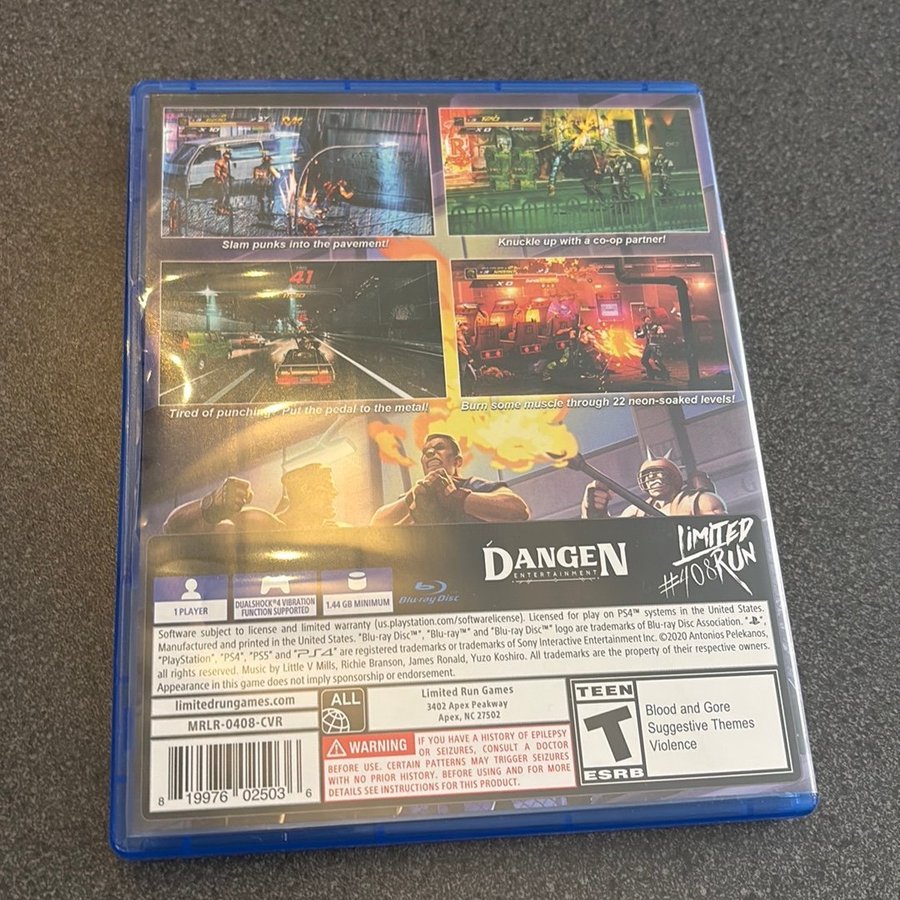 Slam punks into the pavement!
Knuckle up with a co-op partner!
41
Tired of punching? Put the pedal to the metal!
Burn some muscle through 22 neon-soaked levels!
DANGEN
ENTERTAINMENT
LIMITED
RUN
#408
1 PLAYER
DUALSHOCK®4 VIBRATION
FUNCTION SUPPORTED
1.44 GB MINIMUM
Blu-ray Disc
Software subject to license and limited warranty (us.playstation.com/softwarelicense). Licensed for play on PS4™ systems in the United States.
Manufactured and printed in the United States. "Blu-ray Disc™", "Blu-ray™" and "Blu-ray Disc™" logo are trademarks of Blu-ray Disc Association.
"PlayStation", "PS4", "PS5" and "PS4" are registered trademarks or trademarks of Sony Interactive Entertainment Inc. ©2020 Antonios Pelekanos,
all rights reserved. Music by Little V Mills, Richie Branson, James Ronald, Yuzo Koshiro. All trademarks are the property of their respective owners.
Appearance in this game does not imply sponsorship or endorsement.
limitedrungames.com
MRLR-0408-CVR
8 19976 02503 6
ALL
Limited Run Games
3402 Apex Peakway
Apex, NC 27502
WARNING IF YOU HAVE A HISTORY OF EPILEPSY
OR SEIZURES, CONSULT A DOCTOR
BEFORE USE. CERTAIN PATTERNS MAY TRIGGER SEIZURES
WITH NO PRIOR HISTORY. BEFORE USING AND FOR MORE
DETAILS SEE INSTRUCTIONS FOR THIS PRODUCT.
TEEN
T
ESRB
Blood and Gore
Suggestive Themes
Violence